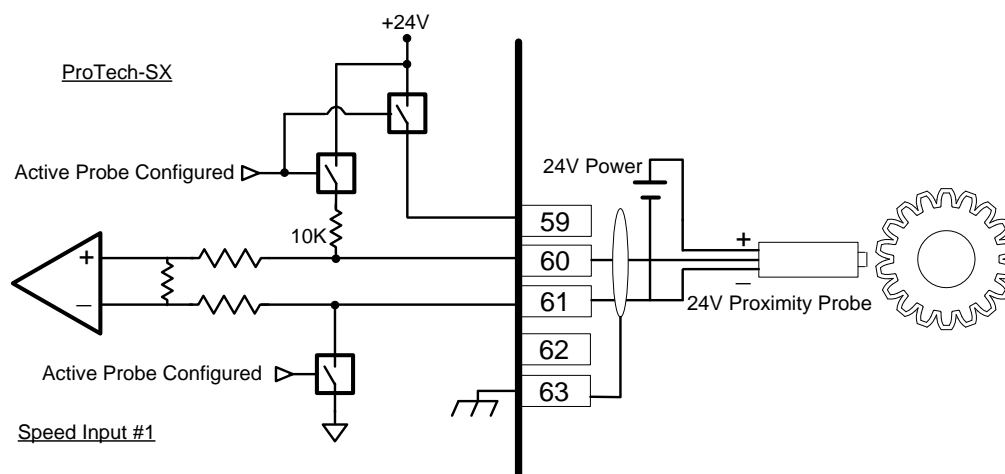 +24V
ProTech-SX
Active Probe Configured
24V Power
10K
59
60
61
62
63
+
–
+
–
24V Proximity Probe
Active Probe Configured
Speed Input #1